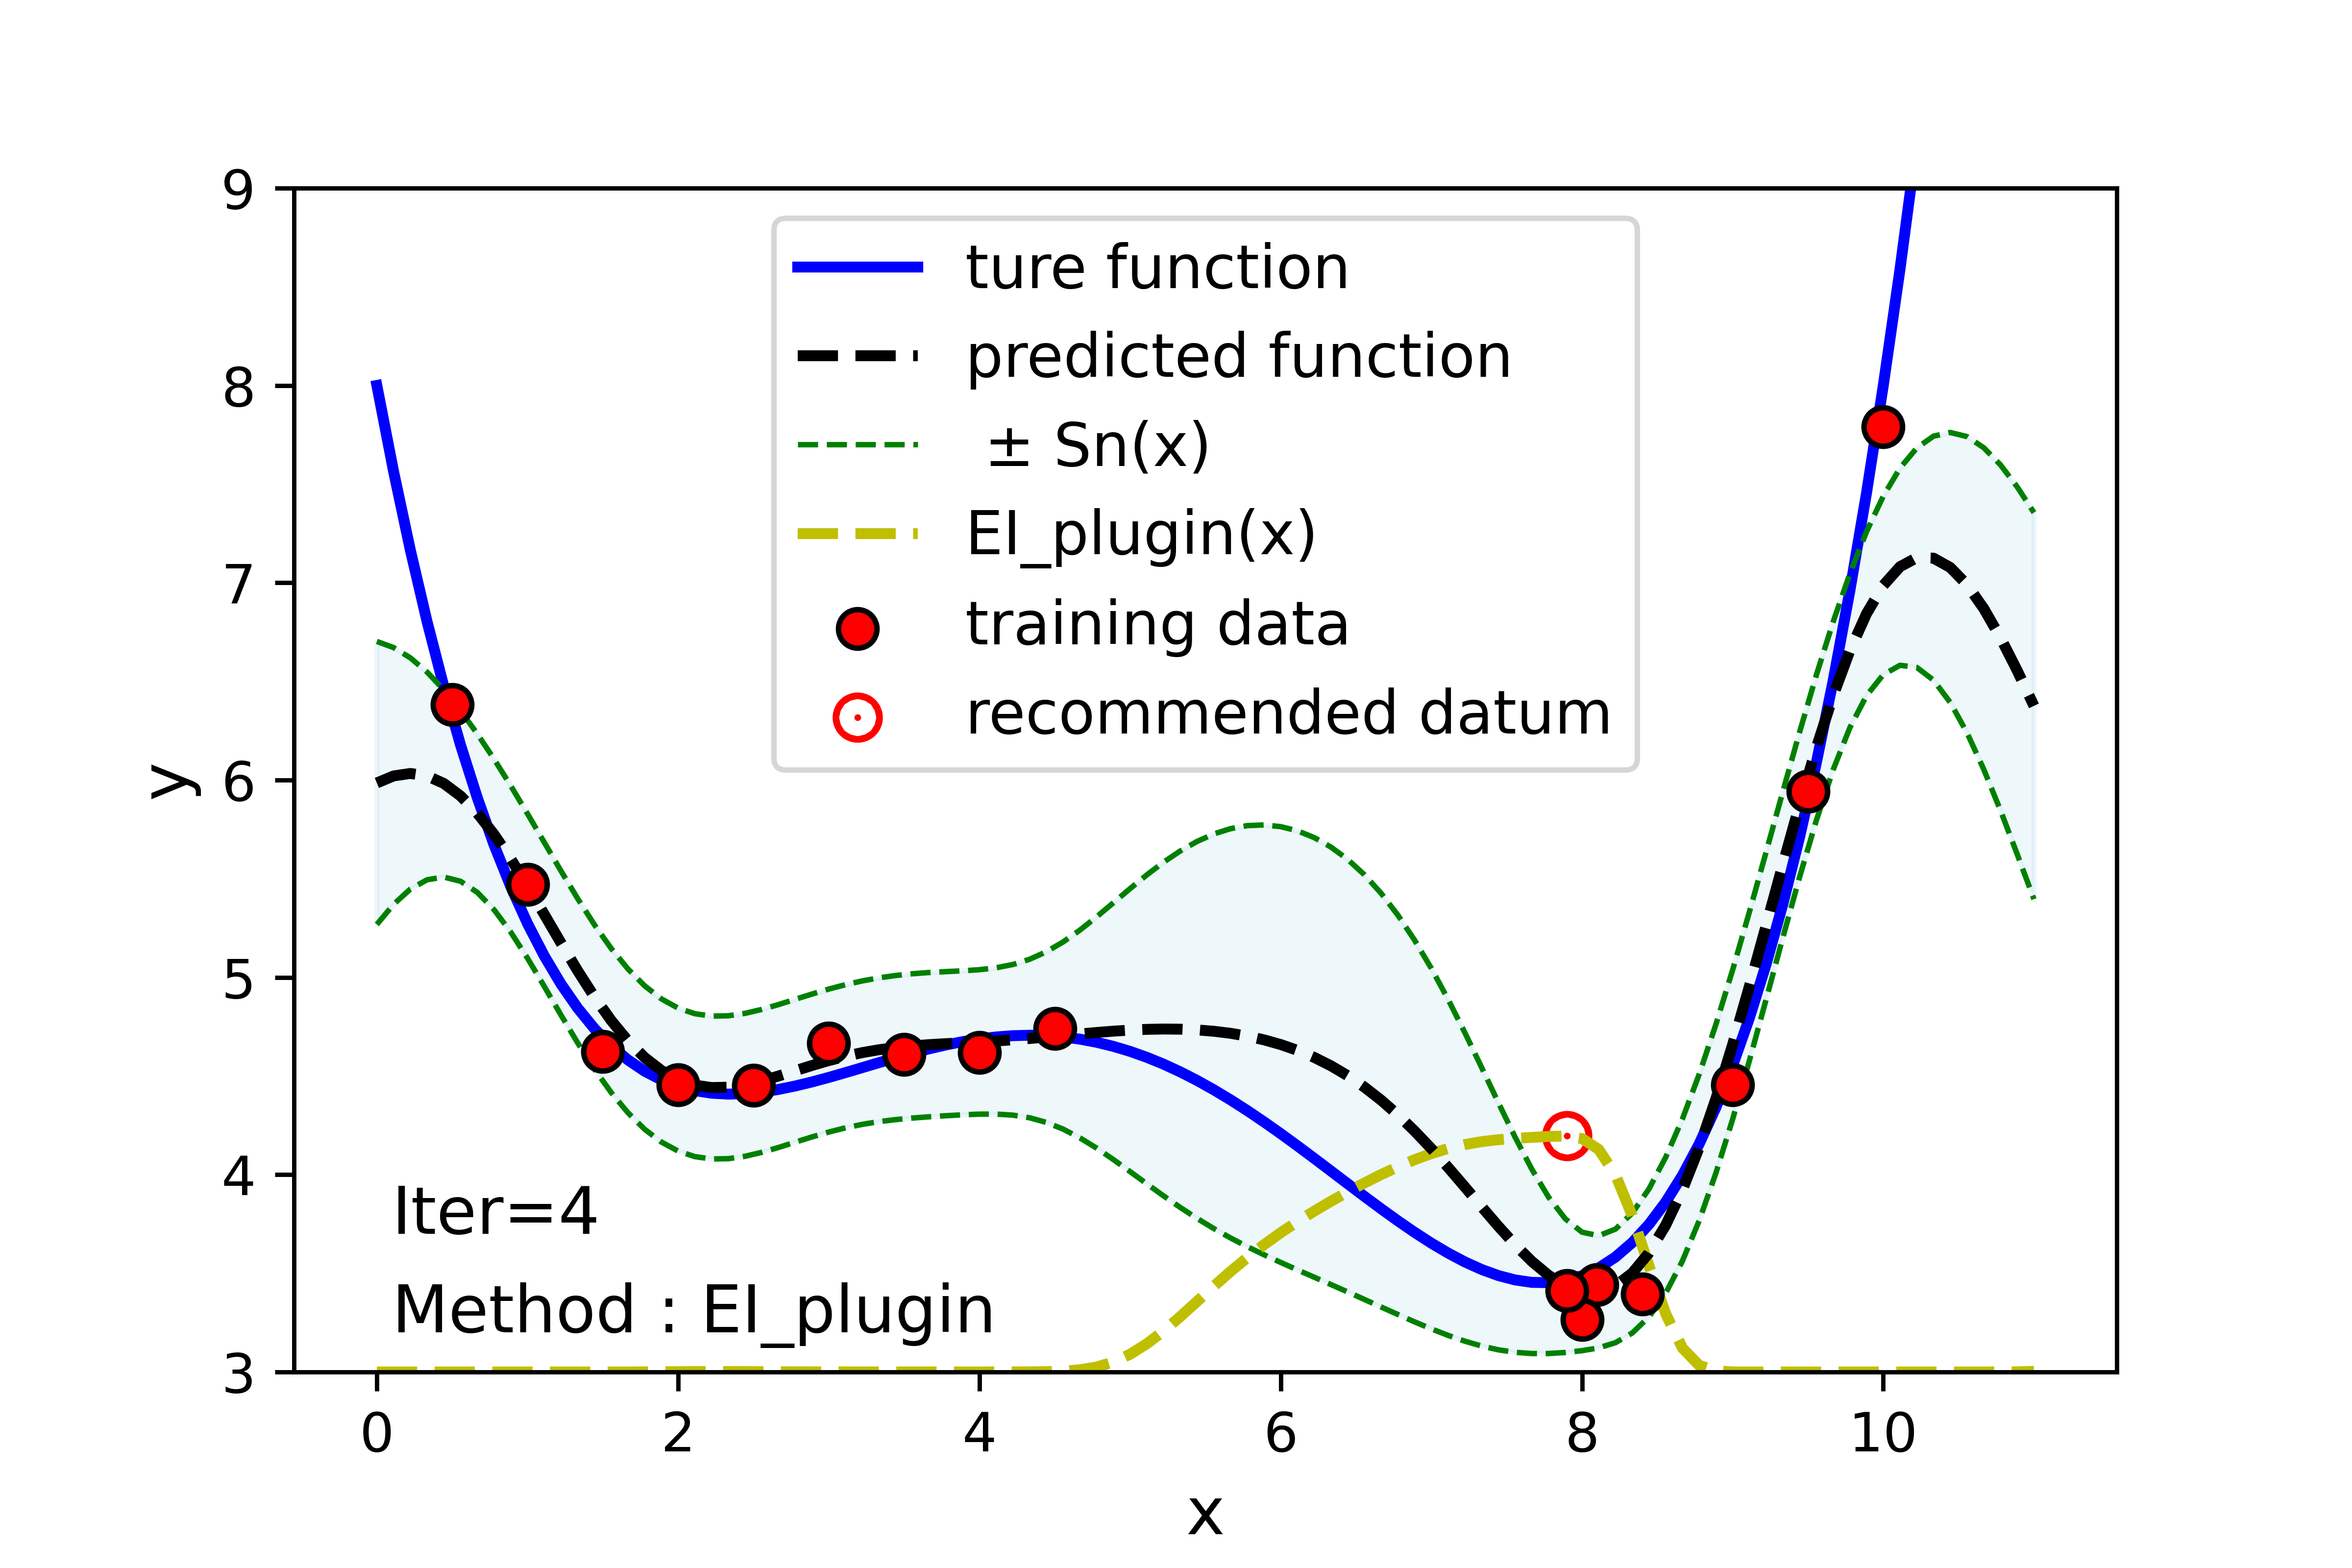 9
8
7
6
5
4
3
y
ture function
predicted function
± Sn(x)
EI_plugin(x)
training data
recommended datum
Iter=4
Method : EI_plugin
0 2 4 6 8 10
x